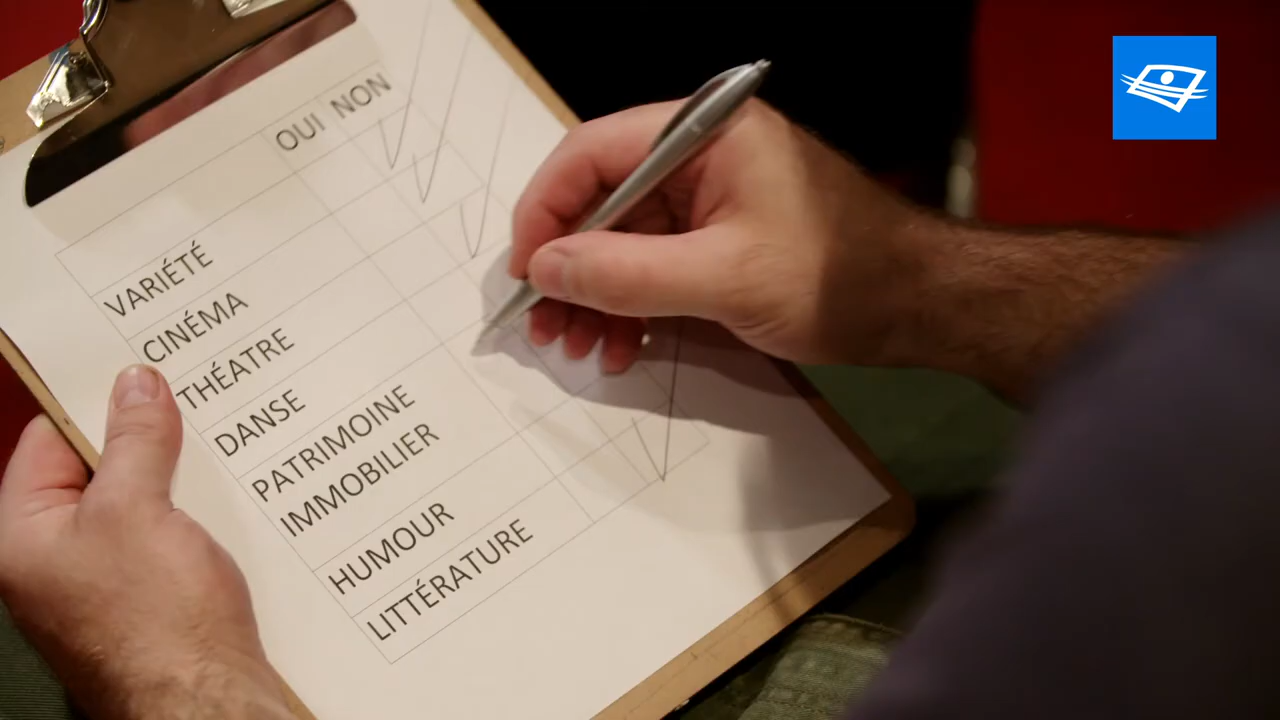 OUI NON
VARIÉTÉ
CINÉMA
THÉATRE
DANSE
PATRIMOINE
IMMOBILIER
HUMOUR
LITTÉRATURE